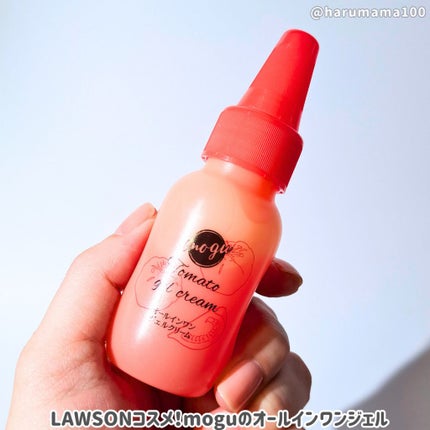 @harumama100
mogu
Tomato
gel cream
オールインワン
ジェルクリーム
LAWSONコスメ!moguのオールインワンジェル